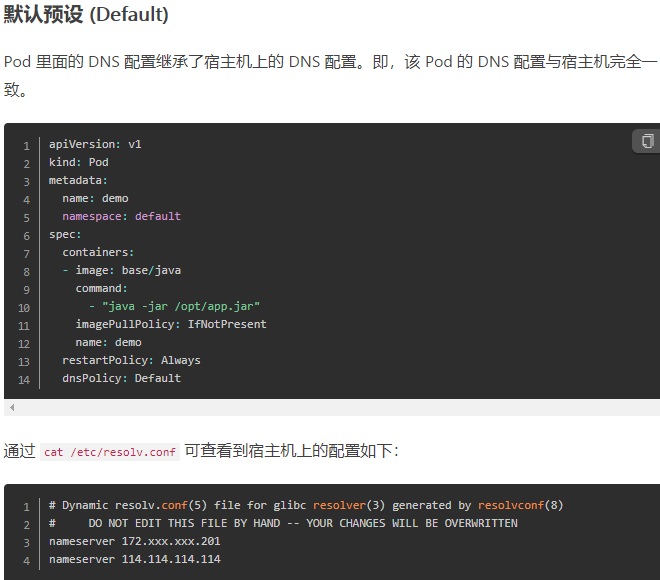 默认预设 (Default)
Pod 里面的 DNS 配置继承了宿主机上的 DNS 配置。即，该 Pod 的 DNS 配置与宿主机完全一
致。
1 apiVersion: v1
2 kind: Pod
3 metadata:
4   name: demo
5   namespace: default
6 spec:
7   containers:
8   - image: base/java
9     command:
10       - "java -jar /opt/app.jar"
11     imagePullPolicy: IfNotPresent
12     name: demo
13   restartPolicy: Always
14   dnsPolicy: Default
通过 cat /etc/resolv.conf 可查看到宿主机上的配置如下：
1 # Dynamic resolv.conf(5) file for glibc resolver(3) generated by resolvconf(8)
2 #     DO NOT EDIT THIS FILE BY HAND -- YOUR CHANGES WILL BE OVERWRITTEN
3 nameserver 172.xxx.xxx.201
4 nameserver 114.114.114.114